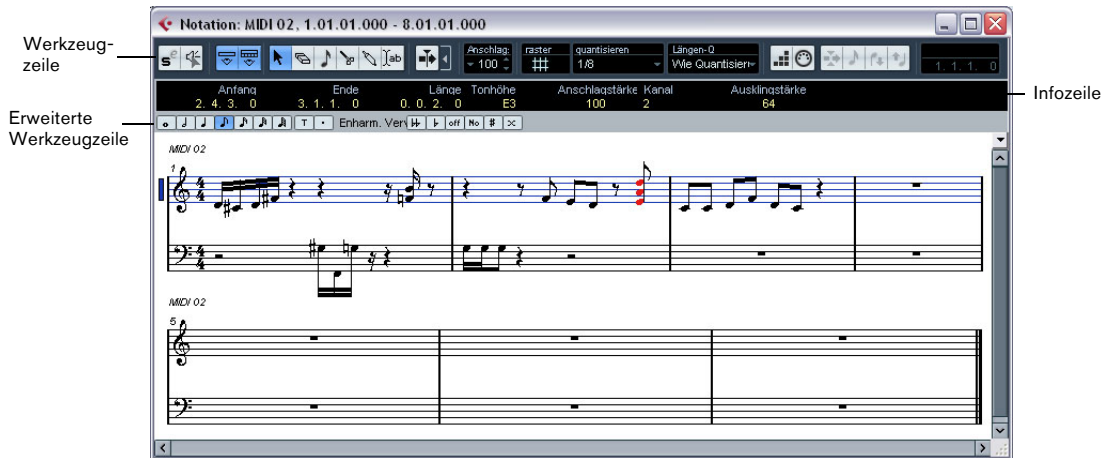 Notation: MIDI 02, 1.01.01.000 - 8.01.01.000
Werkzeug-
zeile
Anschlag: raster quantisieren Längen-Q
100 1/8 Wie Quantisier
1. 1. 1. 0
Anfang Ende Länge Tonhöhe Anschlagstärke Kanal Ausklingstärke
2. 4. 3. 0 3. 1. 1. 0 0. 0. 2. 0 E3 100 2 64
Infozeile
Erweiterte
Werkzeugzeile
T Enharm. Ver off No
MIDI 02
1
MIDI 02
5